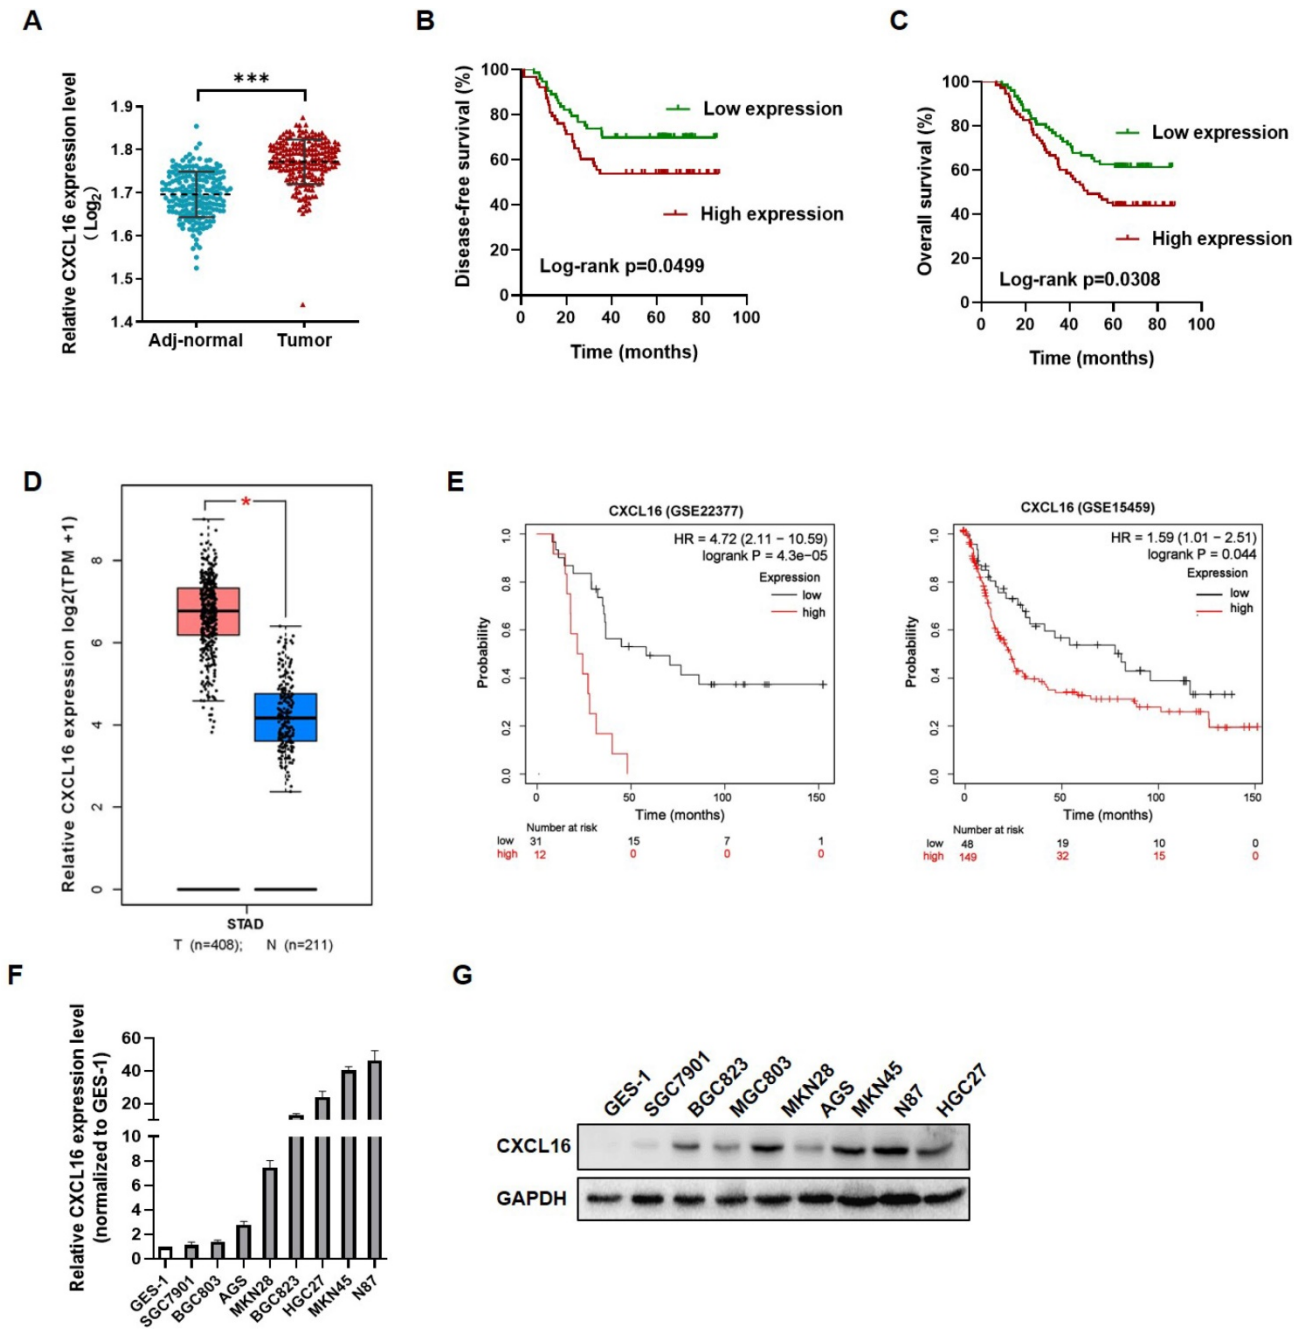 A
Relative CXCL16 expression level
(Log2)
***
1.9
1.8
1.7
1.6
1.5
1.4
Adj-normal
Tumor
B
Disease-free survival (%)
100
80
60
40
20
0
Low expression
High expression
Log-rank p=0.0499
0 20 40 60 80 100
Time (months)
C
Overall survival (%)
100
80
60
40
20
0
Low expression
High expression
Log-rank p=0.0308
0 20 40 60 80 100
Time (months)
D
Relative CXCL16 expression log2(TPM +1)
*
8
6
4
2
0
STAD
T (n=408); N (n=211)
E
CXCL16 (GSE22377)
HR = 4.72 (2.11 − 10.59)
logrank P = 4.3e−05
Expression
low
high
Probability
1.0
0.8
0.6
0.4
0.2
0.0
0 50 100 150
Time (months)
Number at risk
low 31 15 7 1
high 12 0 0 0
CXCL16 (GSE15459)
HR = 1.59 (1.01 − 2.51)
logrank P = 0.044
Expression
low
high
Probability
1.0
0.8
0.6
0.4
0.2
0.0
0 50 100 150
Time (months)
Number at risk
low 48 19 10 0
high 149 32 15 0
F
Relative CXCL16 expression level
(normalized to GES-1)
60
40
20
10
8
6
4
2
0
GES-1
SGC7901
BGC803
AGS
MKN28
BGC823
HGC27
MKN45
N87
G
GES-1
SGC7901
BGC823
MGC803
MKN28
AGS
MKN45
N87
HGC27
CXCL16
GAPDH